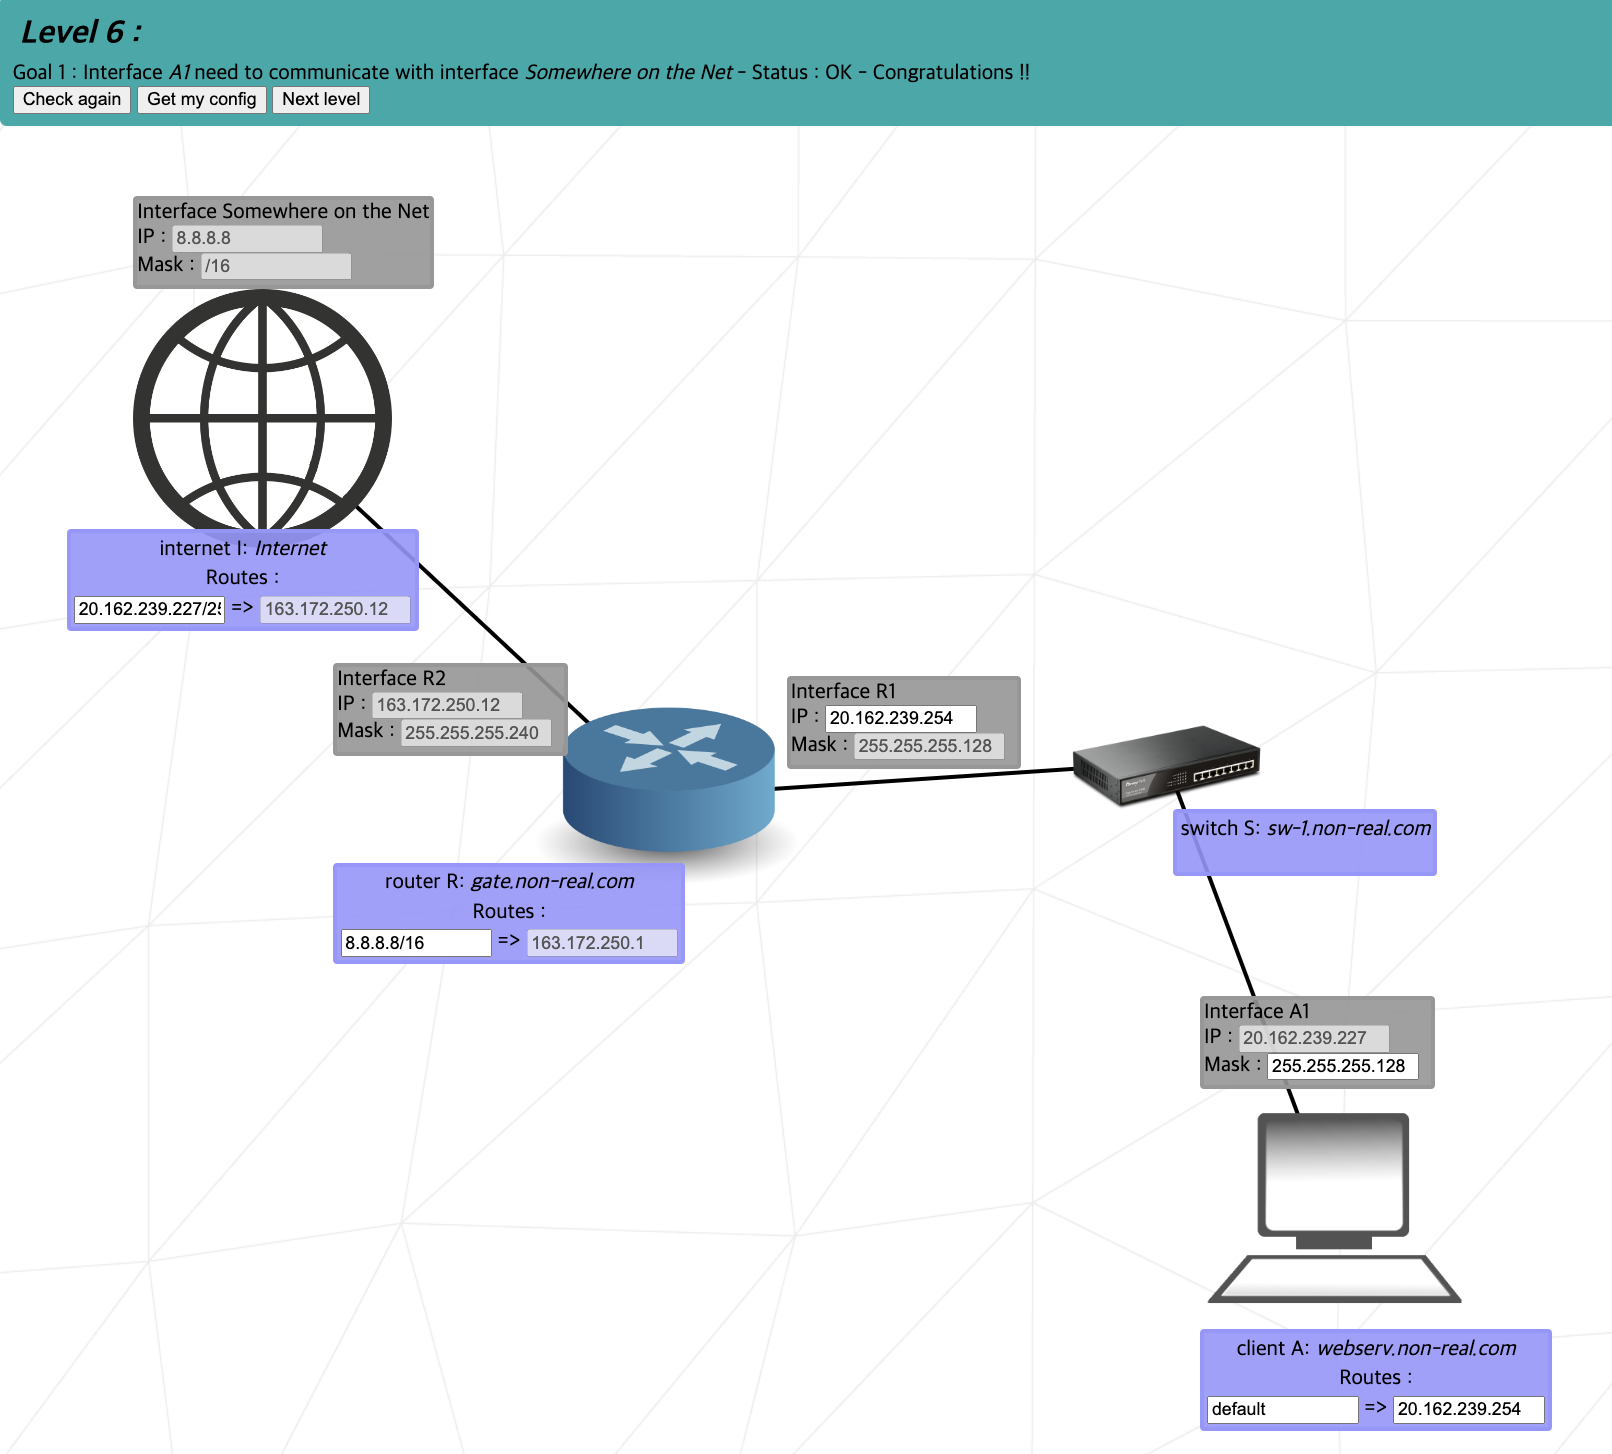 Level 6 :
Goal 1 : Interface A1 need to communicate with interface Somewhere on the Net - Status : OK - Congratulations !!
Check again Get my config Next level
Interface Somewhere on the Net
IP : 8.8.8.8
Mask : /16
internet I: Internet
Routes :
20.162.239.227/2 => 163.172.250.12
Interface R2
IP : 163.172.250.12
Mask : 255.255.255.240
Interface R1
IP : 20.162.239.254
Mask : 255.255.255.128
switch S: sw-1.non-real.com
router R: gate.non-real.com
Routes :
8.8.8.8/16 => 163.172.250.1
Interface A1
IP : 20.162.239.227
Mask : 255.255.255.128
client A: webserv.non-real.com
Routes :
default => 20.162.239.254